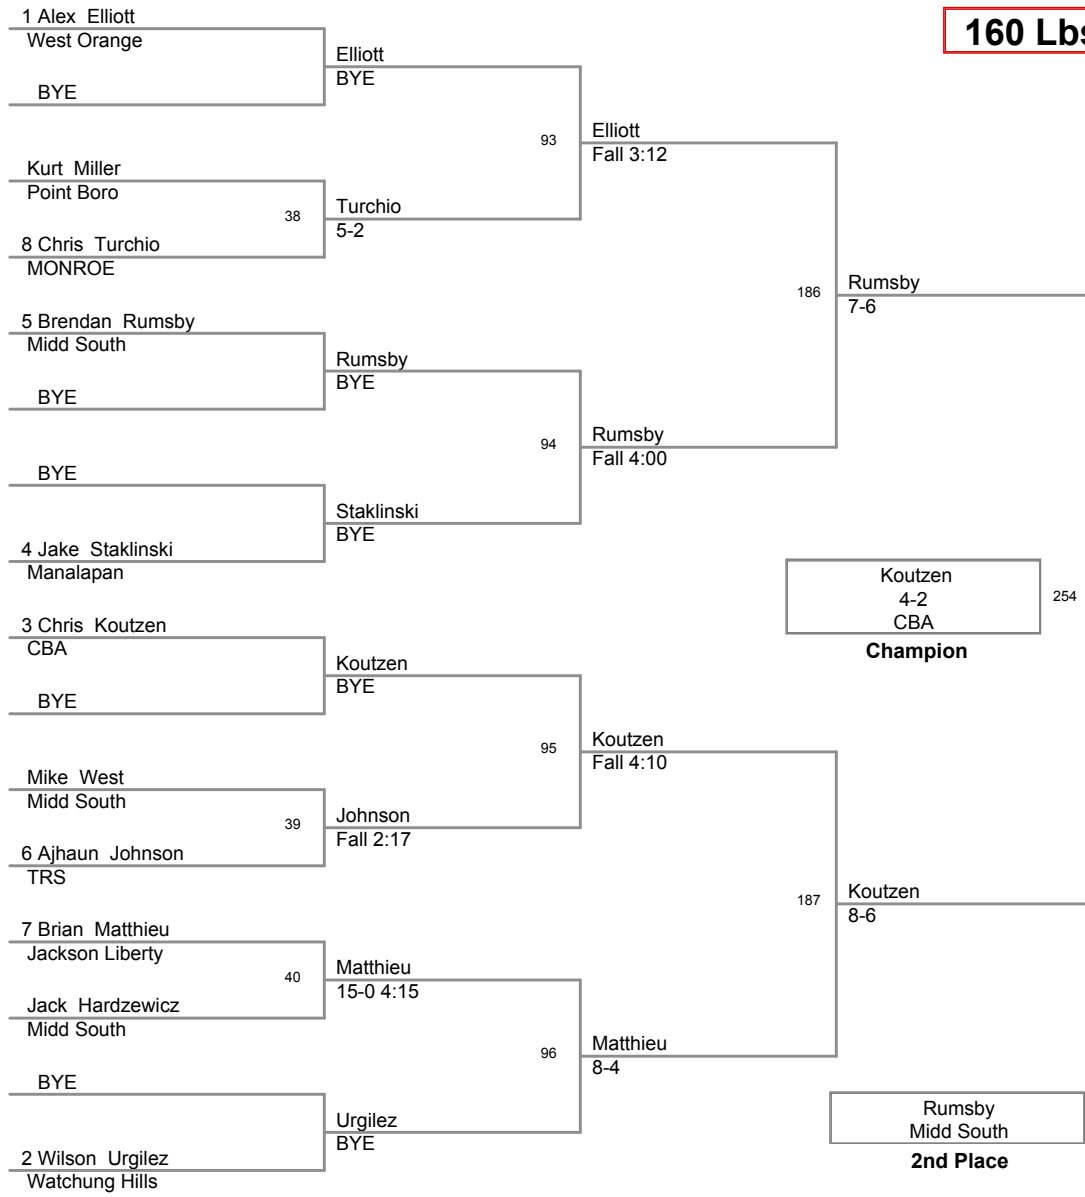 160 Lbs
1 Alex Elliott
West Orange
BYE
Elliott
BYE
Kurt Miller
Point Boro
38
8 Chris Turchio
MONROE
Turchio
5-2
93
Elliott
Fall 3:12
5 Brendan Rumsby
Midd South
BYE
Rumsby
BYE
BYE
4 Jake Staklinski
Manalapan
Staklinski
BYE
94
Rumsby
Fall 4:00
186
Rumsby
7-6
3 Chris Koutzen
CBA
BYE
Koutzen
BYE
Mike West
Midd South
39
6 Ajhaun Johnson
TRS
Johnson
Fall 2:17
95
Koutzen
Fall 4:10
7 Brian Matthieu
Jackson Liberty
40
Jack Hardzewicz
Midd South
Matthieu
15-0 4:15
BYE
2 Wilson Urgilez
Watchung Hills
Urgilez
BYE
96
Matthieu
8-4
187
Koutzen
8-6
Koutzen
4-2
CBA
254
Champion
Rumsby
Midd South
2nd Place